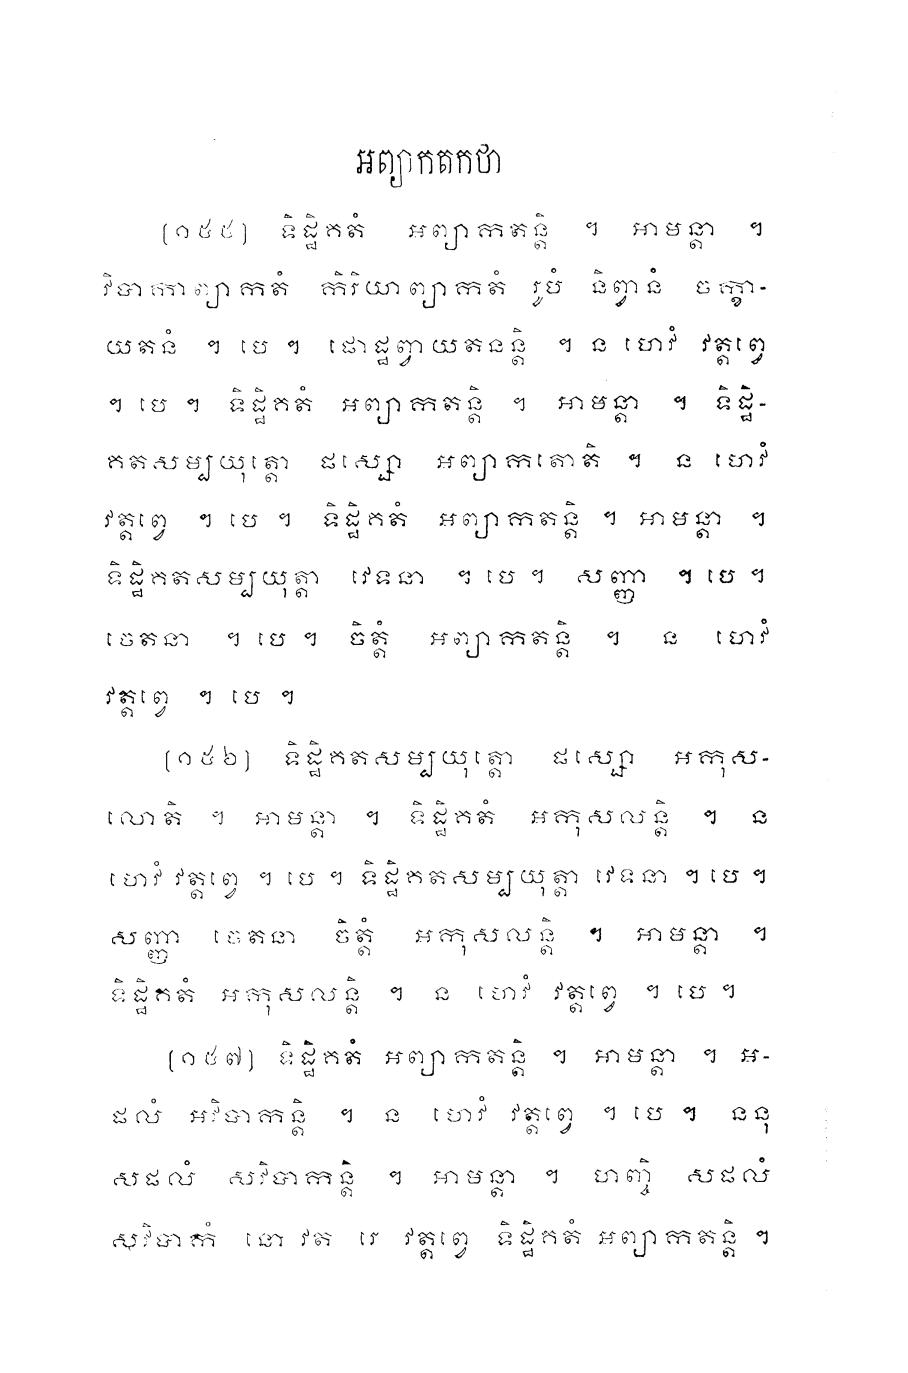 អព្យាកតកថា
(១៥៥) ទិដ្ឋិគតំ អព្យាកតន្តិ ។ អាមន្តា ។
វិបាកាព្យាកតំ កិរិយាព្យាកតំ រូបំ និព្វានំ ចក្ខា-
យតនំ ។ បេ ។ ផោដ្ឋព្វាយតនន្តិ ។ ន ហេវំ វត្តព្វេ
។ បេ ។ ទិដ្ឋិគតំ អព្យាកតន្តិ ។ អាមន្តា ។ ទិដ្ឋិ-
គតសម្បយុត្តោ ផស្សោ អព្យាកតោតិ ។ ន ហេវំ
វត្តព្វេ ។ បេ ។ ទិដ្ឋិគតំ អព្យាកតន្តិ ។ អាមន្តា ។
ទិដ្ឋិគតសម្បយុត្តា វេទនា ។ បេ ។ សញ្ញា ។ បេ ។
ចេតនា ។ បេ ។ ចិត្តំ អព្យាកតន្តិ ។ ន ហេវំ
វត្តព្វេ ។ បេ ។
(១៥៦) ទិដ្ឋិគតសម្បយុត្តោ ផស្សោ អកុស-
លោតិ ។ អាមន្តា ។ ទិដ្ឋិគតំ អកុសលន្តិ ។ ន
ហេវំ វត្តព្វេ ។ បេ ។ ទិដ្ឋិគតសម្បយុត្តា វេទនា ។ បេ ។
សញ្ញា ចេតនា ចិត្តំ អកុសលន្តិ ។ អាមន្តា ។
ទិដ្ឋិគតំ អកុសលន្តិ ។ ន ហេវំ វត្តព្វេ ។ បេ ។
(១៥៧) ទិដ្ឋិគតំ អព្យាកតន្តិ ។ អាមន្តា ។ អ-
ផលំ អវិបាកន្តិ ។ ន ហេវំ វត្តព្វេ ។ បេ ។ ននុ
សផលំ សវិបាកន្តិ ។ អាមន្តា ។ ហញ្ចិ សផលំ
សវិបាកំ នោ វត រេ វត្តព្វេ ទិដ្ឋិគតំ អព្យាកតន្តិ ។